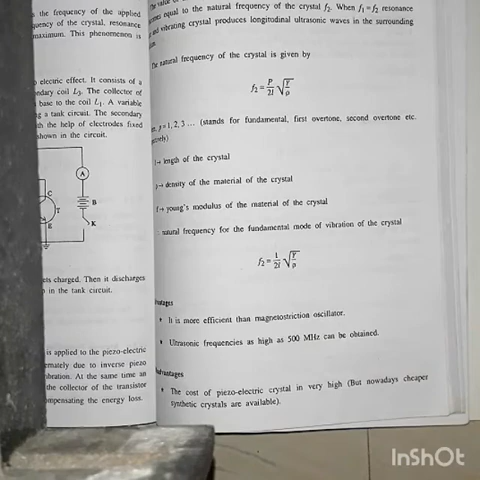 the frequency of the applied
quency of the crystal, resonance
maximum. This phenomenon is
electric effect. It consists of a
ndary coil L₃. The collector of
base to the coil L₁. A variable
g a tank circuit. The secondary
th the help of electrodes fixed
shown in the circuit.
A
C
B
T
K
E
ets charged. Then it discharges
in the tank circuit.
is applied to the piezo-electric
rnately due to inverse piezo
bration. At the same time an
the collector of the transistor
mpensating the energy loss.
equal to the natural frequency of the crystal f₂. When f₁ = f₂ resonance
and vibrating crystal produces longitudinal ultrasonic waves in the surrounding
natural frequency of the crystal is given by
f₂ = P/2l √Y/ρ
p = 1, 2, 3 ... (stands for fundamental, first overtone, second overtone etc.
l → length of the crystal
→ density of the material of the crystal
→ young's modulus of the material of the crystal
natural frequency for the fundamental mode of vibration of the crystal
f₂ = 1/2l √Y/ρ
antages
• It is more efficient than magnetostriction oscillator.
• Ultrasonic frequencies as high as 500 MHz can be obtained.
advantages
• The cost of piezo-electric crystal in very high (But nowadays cheaper
synthetic crystals are available).
InShOt